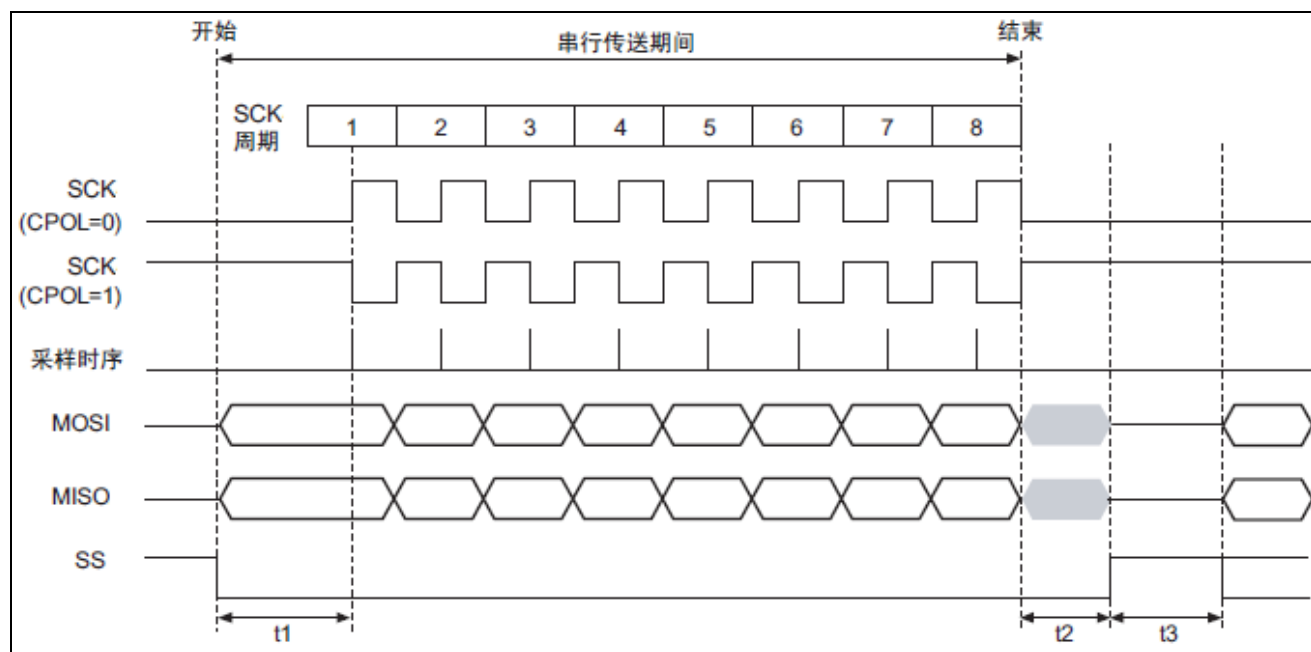 开始
串行传送期间
结束
SCK
周期
1 2 3 4 5 6 7 8
SCK
(CPOL=0)
SCK
(CPOL=1)
采样时序
MOSI
MISO
SS
t1
t2
t3